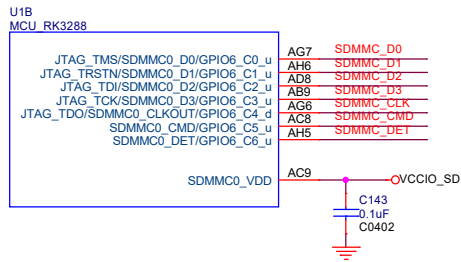 U1B
MCU_RK3288
JTAG_TMS/SDMMC0_D0/GPIO6_C0_u AG7 SDMMC_D0
JTAG_TRSTN/SDMMC0_D1/GPIO6_C1_u AH6 SDMMC_D1
JTAG_TDI/SDMMC0_D2/GPIO6_C2_u AD8 SDMMC_D2
JTAG_TCK/SDMMC0_D3/GPIO6_C3_u AB9 SDMMC_D3
JTAG_TDO/SDMMC0_CLKOUT/GPIO6_C4_d AG6 SDMMC_CLK
SDMMC0_CMD/GPIO6_C5_u AC8 SDMMC_CMD
SDMMC0_DET/GPIO6_C6_u AH5 SDMMC_DET
SDMMC0_VDD AC9 VCCIO_SD
C143
0.1uF
C0402